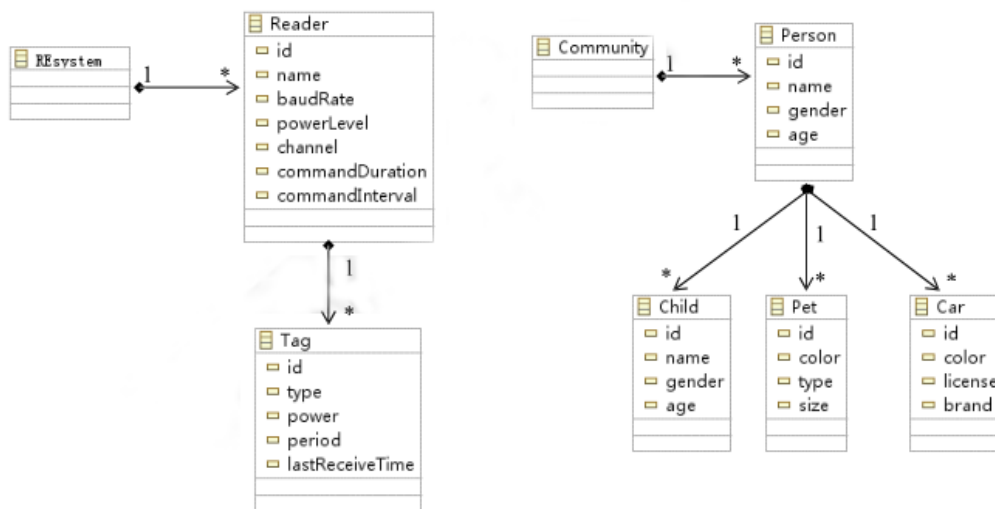 REsystem
1
*
Reader
id
name
baudRate
powerLevel
channel
commandDuration
commandInterval
1
*
Tag
id
type
power
period
lastReceiveTime
Community
1
*
Person
id
name
gender
age
1
1
1
*
*
*
Child
id
name
gender
age
Pet
id
color
type
size
Car
id
color
license
brand